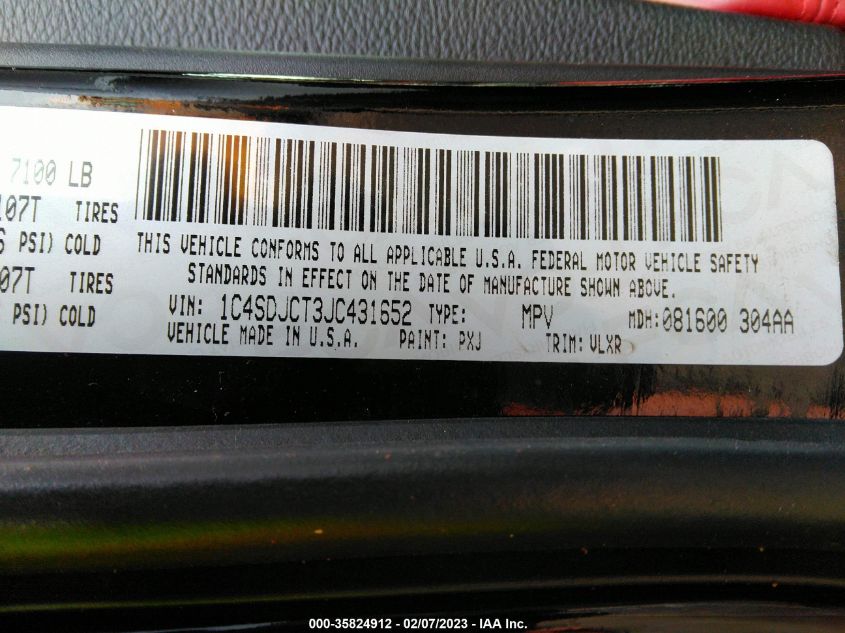 7100 LB
107T TIRES
PSI) COLD
07T TIRES
PSI) COLD
THIS VEHICLE CONFORMS TO ALL APPLICABLE U.S.A. FEDERAL MOTOR VEHICLE SAFETY
STANDARDS IN EFFECT ON THE DATE OF MANUFACTURE SHOWN ABOVE.
VIN: 1C4SDJCT3JC431652 TYPE: MPV MDH:081600 304AA
VEHICLE MADE IN U.S.A. PAINT: PXJ TRIM: VLXR
000-35824912 - 02/07/2023 - IAA Inc.